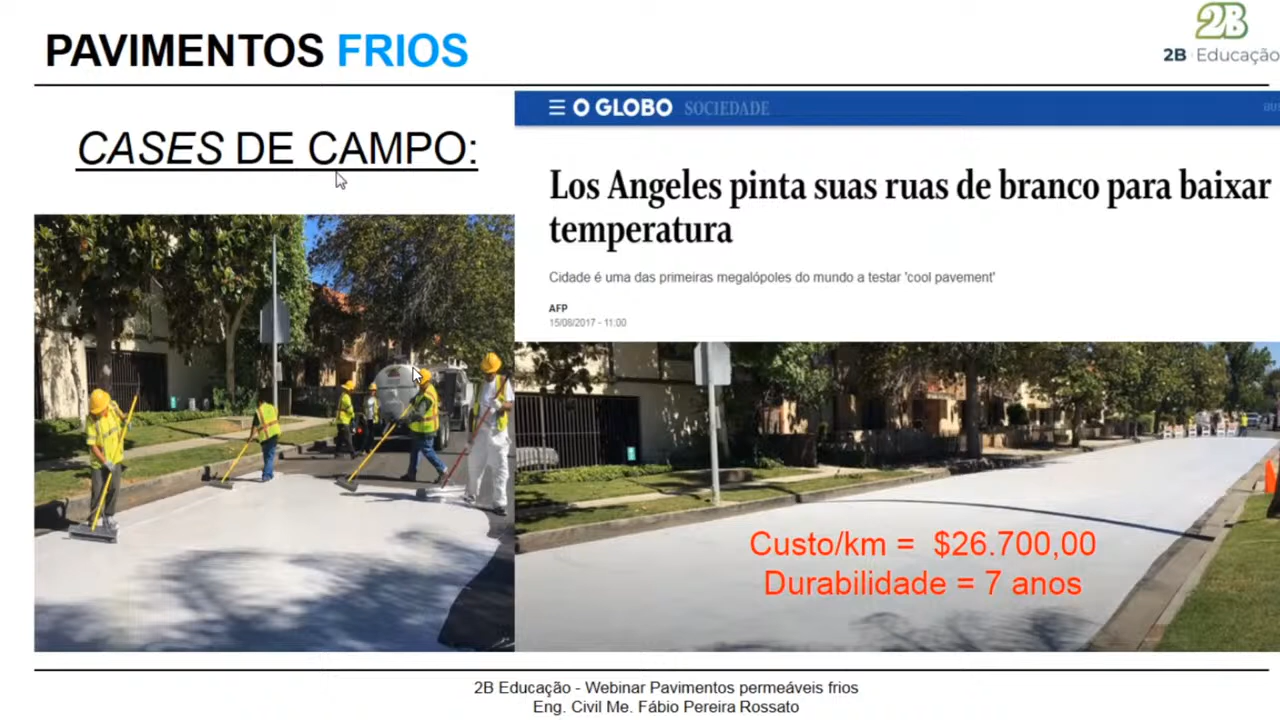 PAVIMENTOS FRIOS
2B
2B Educação
CASES DE CAMPO:
O GLOBO SOCIEDADE
Los Angeles pinta suas ruas de branco para baixar
temperatura
Cidade é uma das primeiras megalópoles do mundo a testar 'cool pavement'
AFP
15/08/2017 - 11:00
Custo/km = $26.700,00
Durabilidade = 7 anos
2B Educação - Webinar Pavimentos permeáveis frios
Eng. Civil Me. Fábio Pereira Rossato